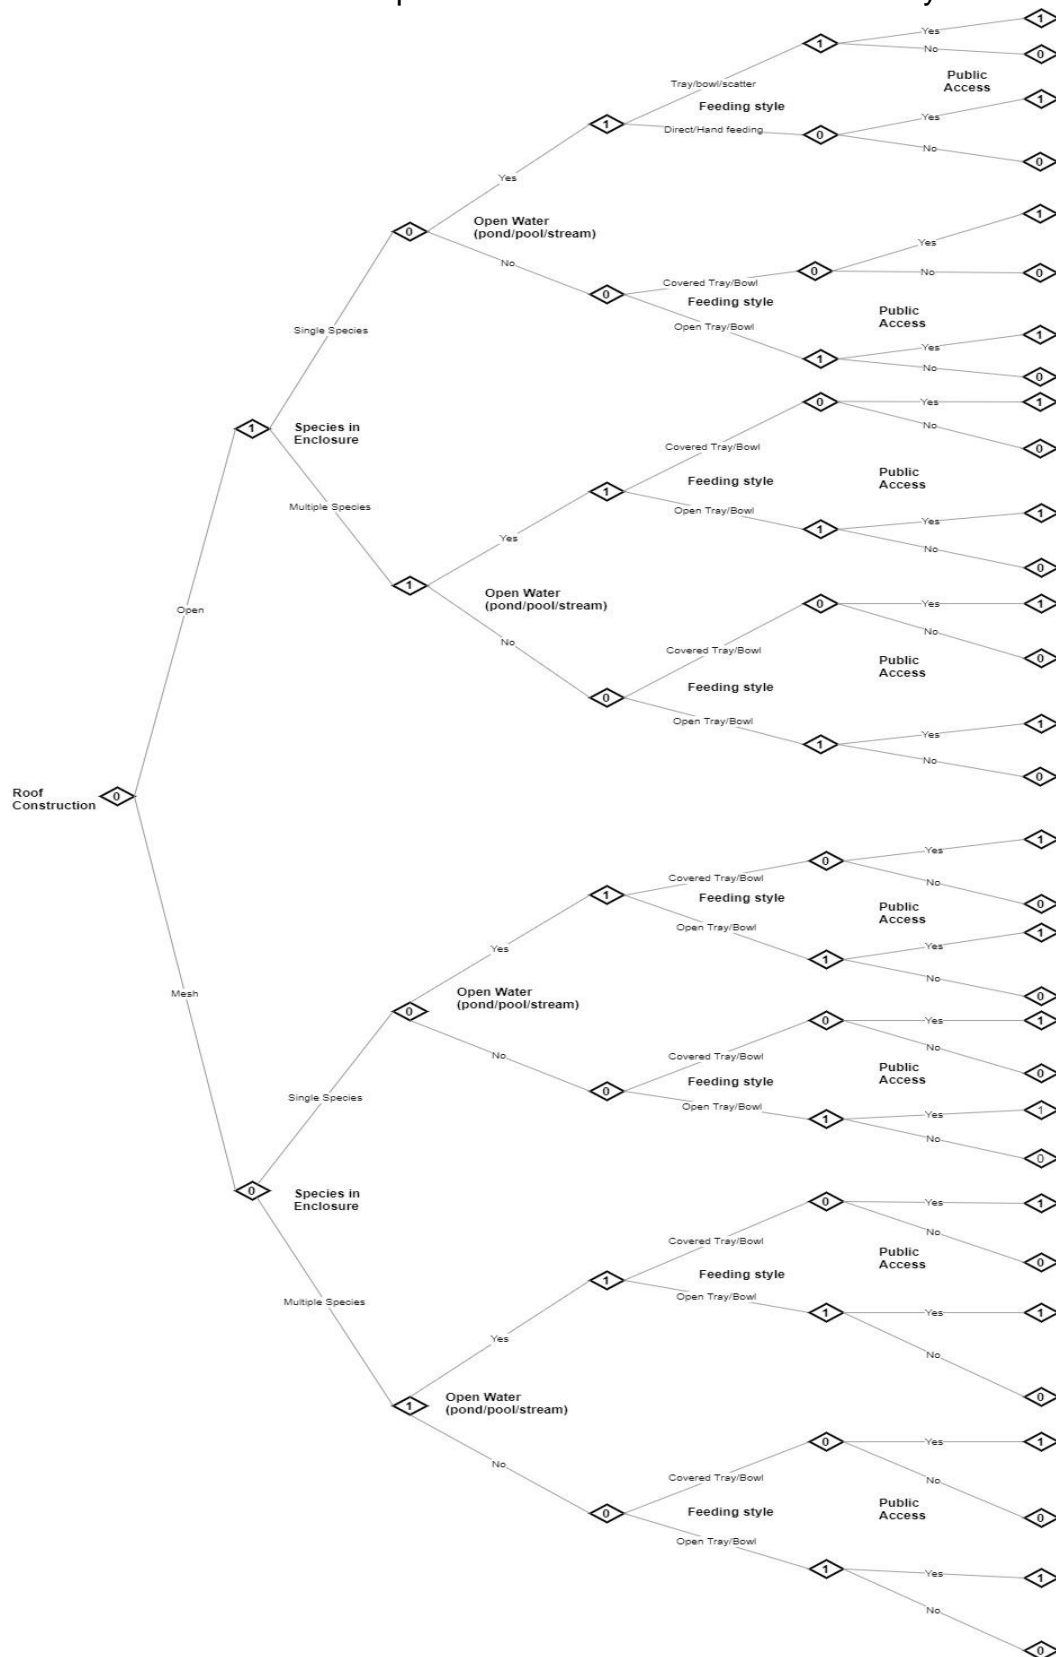 Yes
1
1
No
0
Tray/bowl/scatter
Public
Access
Feeding style
1
1
Direct/Hand feeding
0
Yes
No
0
Yes
1
Open Water
(pond/pool/stream)
0
Yes
No
0
Covered Tray/Bowl
0
No
0
Feeding style
Public
Access
Open Tray/Bowl
Single Species
1
Yes
1
No
0
0
Yes
1
Species in
Enclosure
1
No
Covered Tray/Bowl
0
Feeding style
Public
Access
1
Multiple Species
Open Tray/Bowl
1
Yes
1
Yes
No
0
1
Open Water
(pond/pool/stream)
0
Yes
1
Open
No
No
Covered Tray/Bowl
0
Public
Access
Feeding style
0
Open Tray/Bowl
1
Yes
1
No
0
Roof
Construction
0
Yes
1
0
Covered Tray/Bowl
No
1
Feeding style
0
Public
Access
Open Tray/Bowl
Yes
1
Yes
1
No
Mesh
0
Open Water
(pond/pool/stream)
0
0
Yes
1
No
No
Covered Tray/Bowl
0
Public
Access
Feeding style
0
Single Species
Open Tray/Bowl
1
Yes
1
No
0
0
Species in
Enclosure
0
Yes
1
No
Covered Tray/Bowl
0
Public
Access
Feeding style
1
Multiple Species
Open Tray/Bowl
1
Yes
1
Yes
No
0
1
Open Water
(pond/pool/stream)
0
Yes
1
No
Covered Tray/Bowl
No
0
Feeding style
Public
Access
0
Open Tray/Bowl
1
Yes
1
No
0